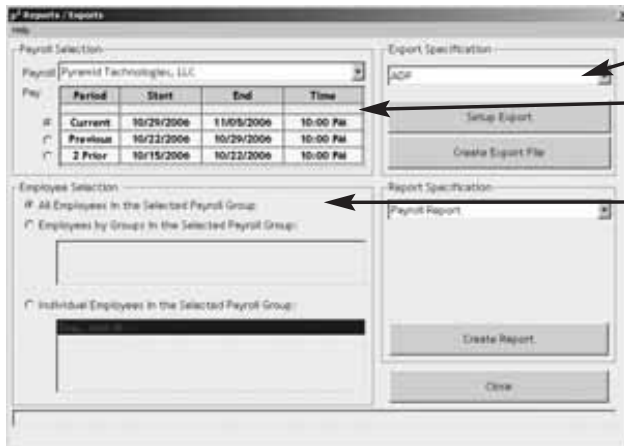 Reports / Exports
Help
Payroll Selection
Payroll Pyramid Technologies, LLC
Pay Period Start End Time
Current 10/29/2006 11/05/2006 10:00 PM
Previous 10/22/2006 10/29/2006 10:00 PM
2 Prior 10/15/2006 10/22/2006 10:00 PM
Export Specification
ADP
Setup Export
Create Export File
Employee Selection
All Employees In the Selected Payroll Group
Employees by Groups In the Selected Payroll Group:
Individual Employees In the Selected Payroll Group:
Report Specification
Payroll Report
Create Report
Close